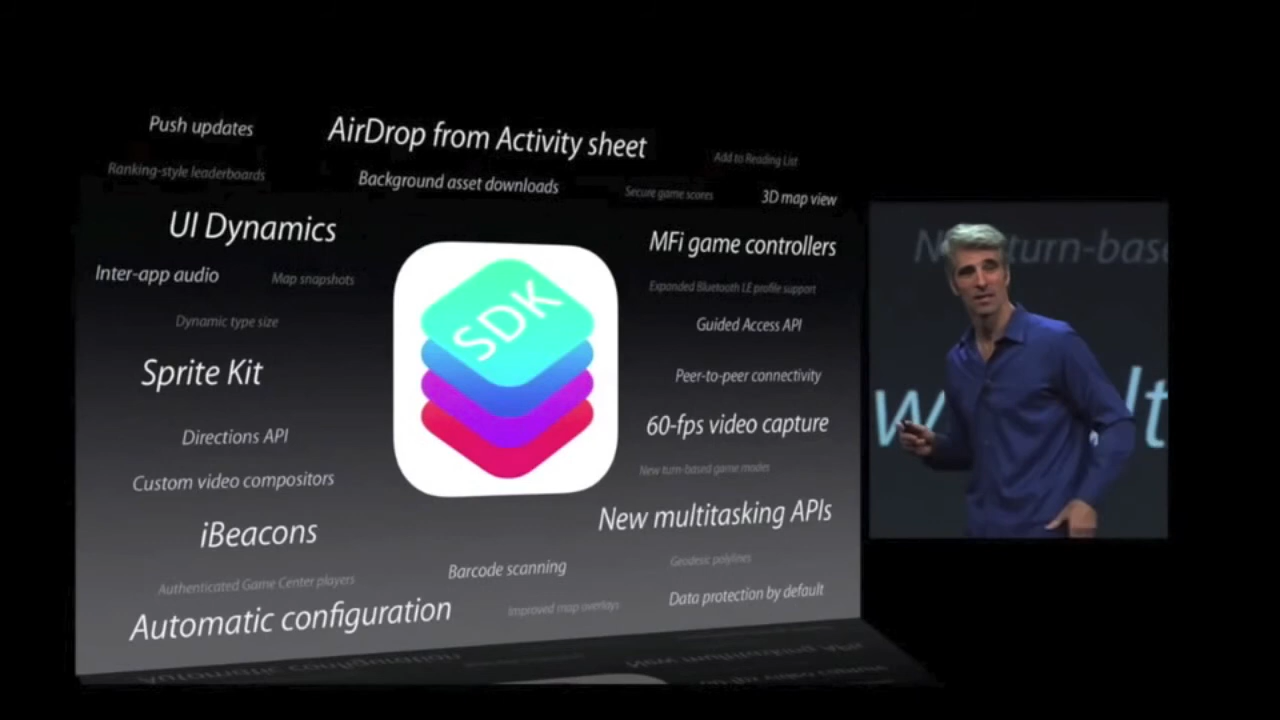 Push updates
AirDrop from Activity sheet
Add to Reading List
Ranking-style leaderboards
Background asset downloads
Secure game scores
3D map view
UI Dynamics
MFi game controllers
Inter-app audio
Map snapshots
Expanded Bluetooth LE profile support
Dynamic type size
SDK
Guided Access API
Sprite Kit
Peer-to-peer connectivity
Directions API
60-fps video capture
Custom video compositors
New turn-based game modes
iBeacons
New multitasking APIs
Authenticated Game Center players
Barcode scanning
Geodesic polylines
Automatic configuration
Improved map overlays
Data protection by default
turn-base
w
lt